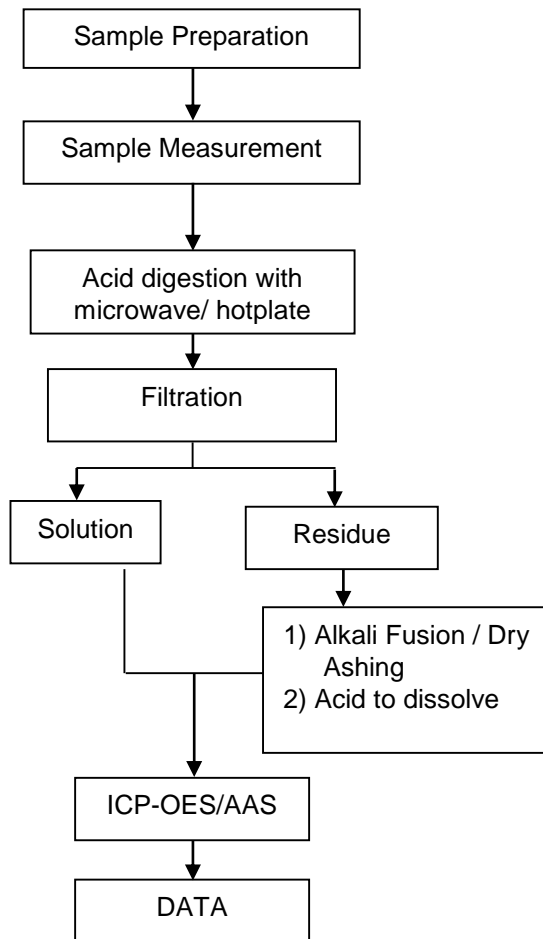 Sample Preparation
Sample Measurement
Acid digestion with
microwave/ hotplate
Filtration
Solution
Residue
1) Alkali Fusion / Dry
Ashing
2) Acid to dissolve
ICP-OES/AAS
DATA